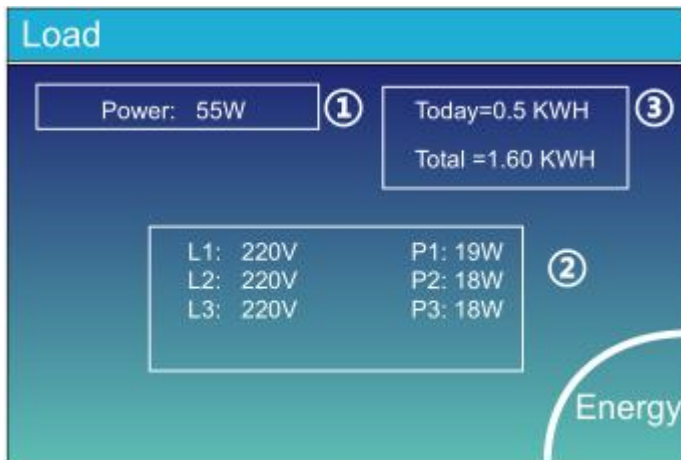 Load
Power: 55W ①
Today=0.5 KWH ③
Total =1.60 KWH
L1: 220V P1: 19W
L2: 220V P2: 18W ②
L3: 220V P3: 18W
Energy